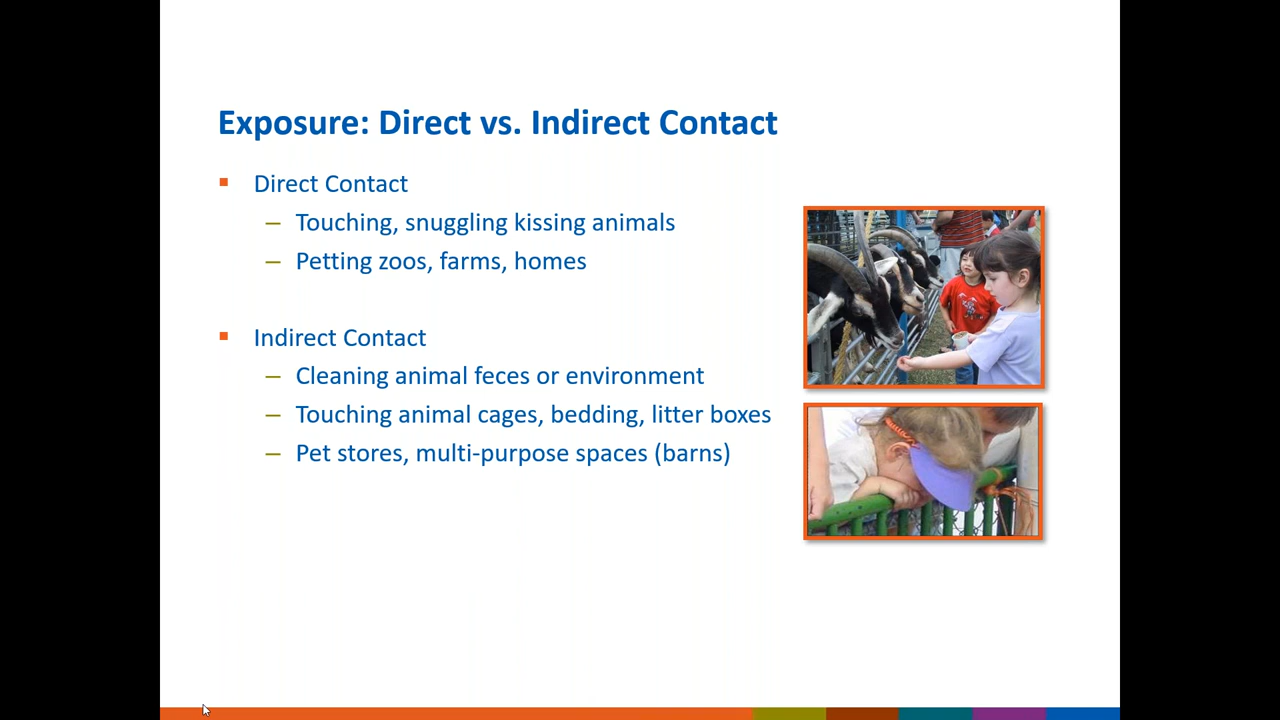 Exposure: Direct vs. Indirect Contact
▪ Direct Contact
– Touching, snuggling kissing animals
– Petting zoos, farms, homes
▪ Indirect Contact
– Cleaning animal feces or environment
– Touching animal cages, bedding, litter boxes
– Pet stores, multi-purpose spaces (barns)